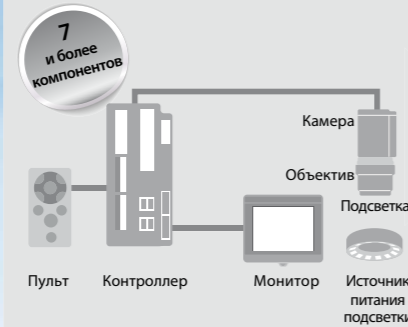 7
и более
компонентов
Камера
Объектив
Подсветка
Пульт
Контроллер
Монитор
Источник
питания
подсветки